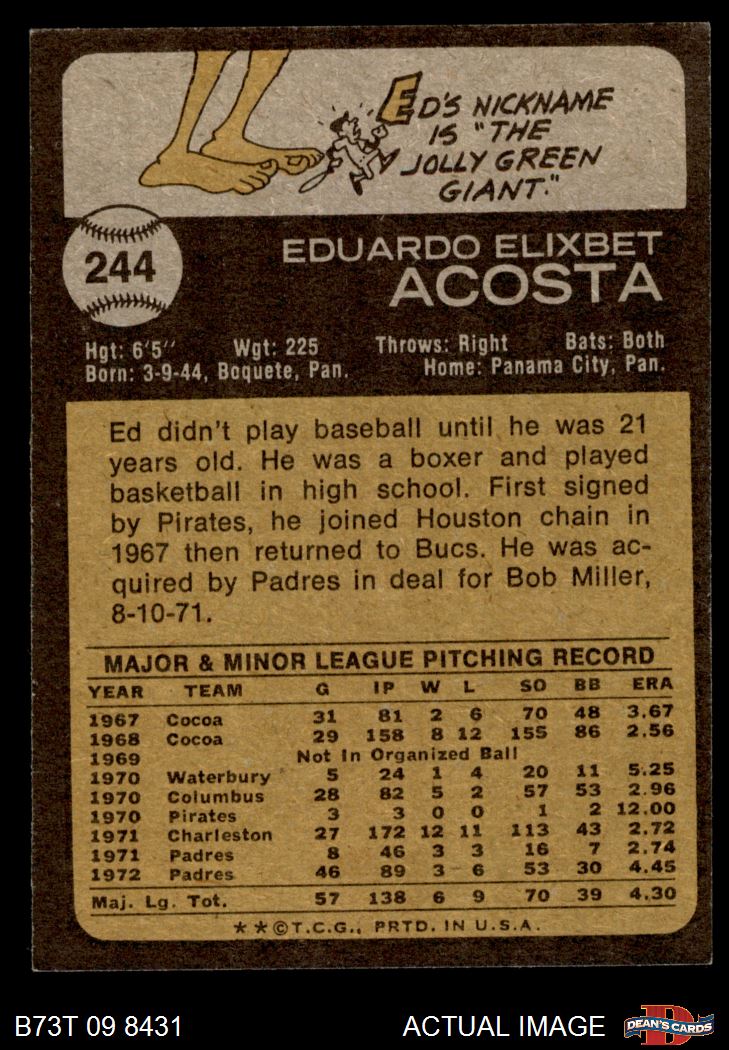 ED'S NICKNAME
IS "THE
JOLLY GREEN
GIANT."
244
EDUARDO ELIXBET
ACOSTA
Hgt: 6'5" Wgt: 225 Throws: Right Bats: Both
Born: 3-9-44, Boquete, Pan. Home: Panama City, Pan.
Ed didn't play baseball until he was 21
years old. He was a boxer and played
basketball in high school. First signed
by Pirates, he joined Houston chain in
1967 then returned to Bucs. He was ac-
quired by Padres in deal for Bob Miller,
8-10-71.
MAJOR & MINOR LEAGUE PITCHING RECORD
YEAR TEAM G IP W L SO BB ERA
1967 Cocoa 31 81 2 6 70 48 3.67
1968 Cocoa 29 158 8 12 155 86 2.56
1969 Not In Organized Ball
1970 Waterbury 5 24 1 4 20 11 5.25
1970 Columbus 28 82 5 2 57 53 2.96
1970 Pirates 3 3 0 0 1 2 12.00
1971 Charleston 27 172 12 11 113 43 2.72
1971 Padres 8 46 3 3 16 7 2.74
1972 Padres 46 89 3 6 53 30 4.45
Maj. Lg. Tot. 57 138 6 9 70 39 4.30
**©T.C.G., PRTD. IN U.S.A.
B73T 09 8431 ACTUAL IMAGE D DEAN'S CARDS